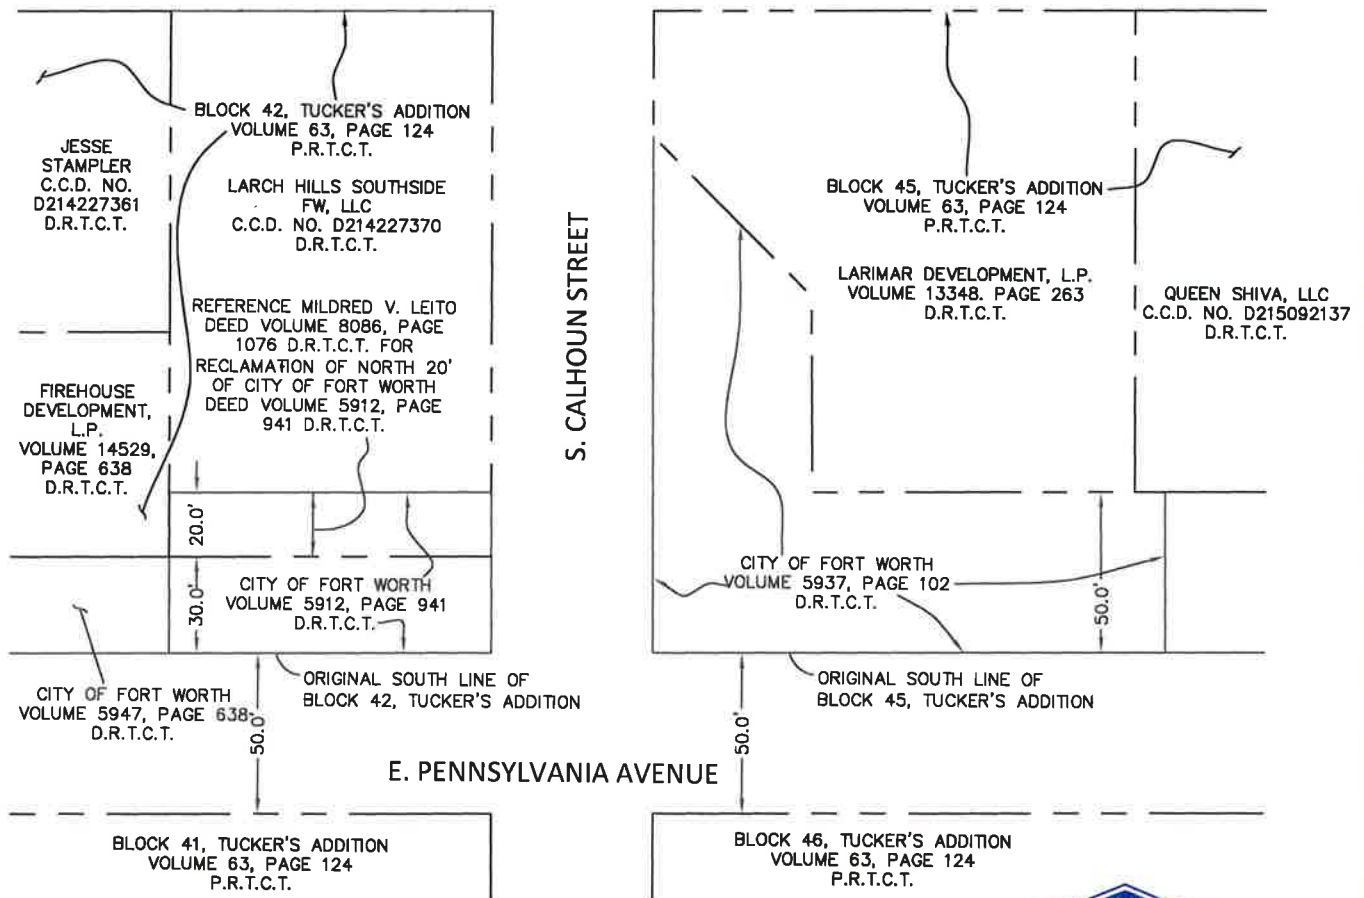 BLOCK 42, TUCKER'S ADDITION
VOLUME 63, PAGE 124
P.R.T.C.T.
JESSE
STAMPLER
C.C.D. NO.
D214227361
D.R.T.C.T.
LARCH HILLS SOUTHSIDE
FW, LLC
C.C.D. NO. D214227370
D.R.T.C.T.
REFERENCE MILDRED V. LEITO
DEED VOLUME 8086, PAGE
1076 D.R.T.C.T. FOR
RECLAMATION OF NORTH 20'
OF CITY OF FORT WORTH
DEED VOLUME 5912, PAGE
941 D.R.T.C.T.
FIREHOUSE
DEVELOPMENT,
L.P.
VOLUME 14529,
PAGE 638
D.R.T.C.T.
20.0'
30.0'
CITY OF FORT WORTH
VOLUME 5912, PAGE 941
D.R.T.C.T.
S. CALHOUN STREET
BLOCK 45, TUCKER'S ADDITION
VOLUME 63, PAGE 124
P.R.T.C.T.
LARIMAR DEVELOPMENT, L.P.
VOLUME 13348. PAGE 263
D.R.T.C.T.
QUEEN SHIVA, LLC
C.C.D. NO. D215092137
D.R.T.C.T.
CITY OF FORT WORTH
VOLUME 5937, PAGE 102
D.R.T.C.T.
50.0'
CITY OF FORT WORTH
VOLUME 5947, PAGE 638
D.R.T.C.T.
50.0'
ORIGINAL SOUTH LINE OF
BLOCK 42, TUCKER'S ADDITION
50.0'
ORIGINAL SOUTH LINE OF
BLOCK 45, TUCKER'S ADDITION
E. PENNSYLVANIA AVENUE
BLOCK 41, TUCKER'S ADDITION
VOLUME 63, PAGE 124
P.R.T.C.T.
BLOCK 46, TUCKER'S ADDITION
VOLUME 63, PAGE 124
P.R.T.C.T.